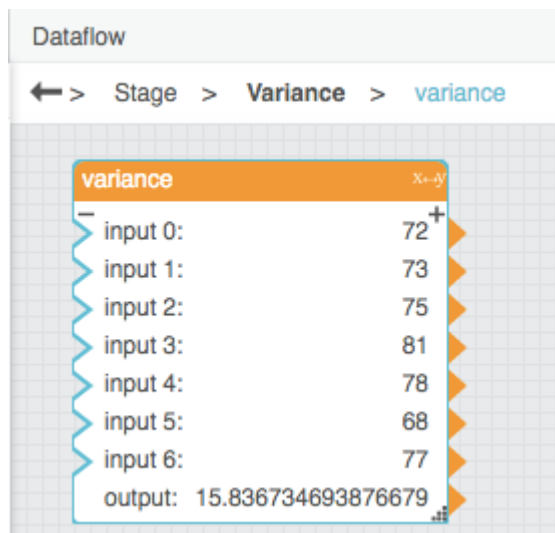 Dataflow
← > Stage > Variance > variance
variance x↔y
− +
input 0: 72
input 1: 73
input 2: 75
input 3: 81
input 4: 78
input 5: 68
input 6: 77
output: 15.836734693876679